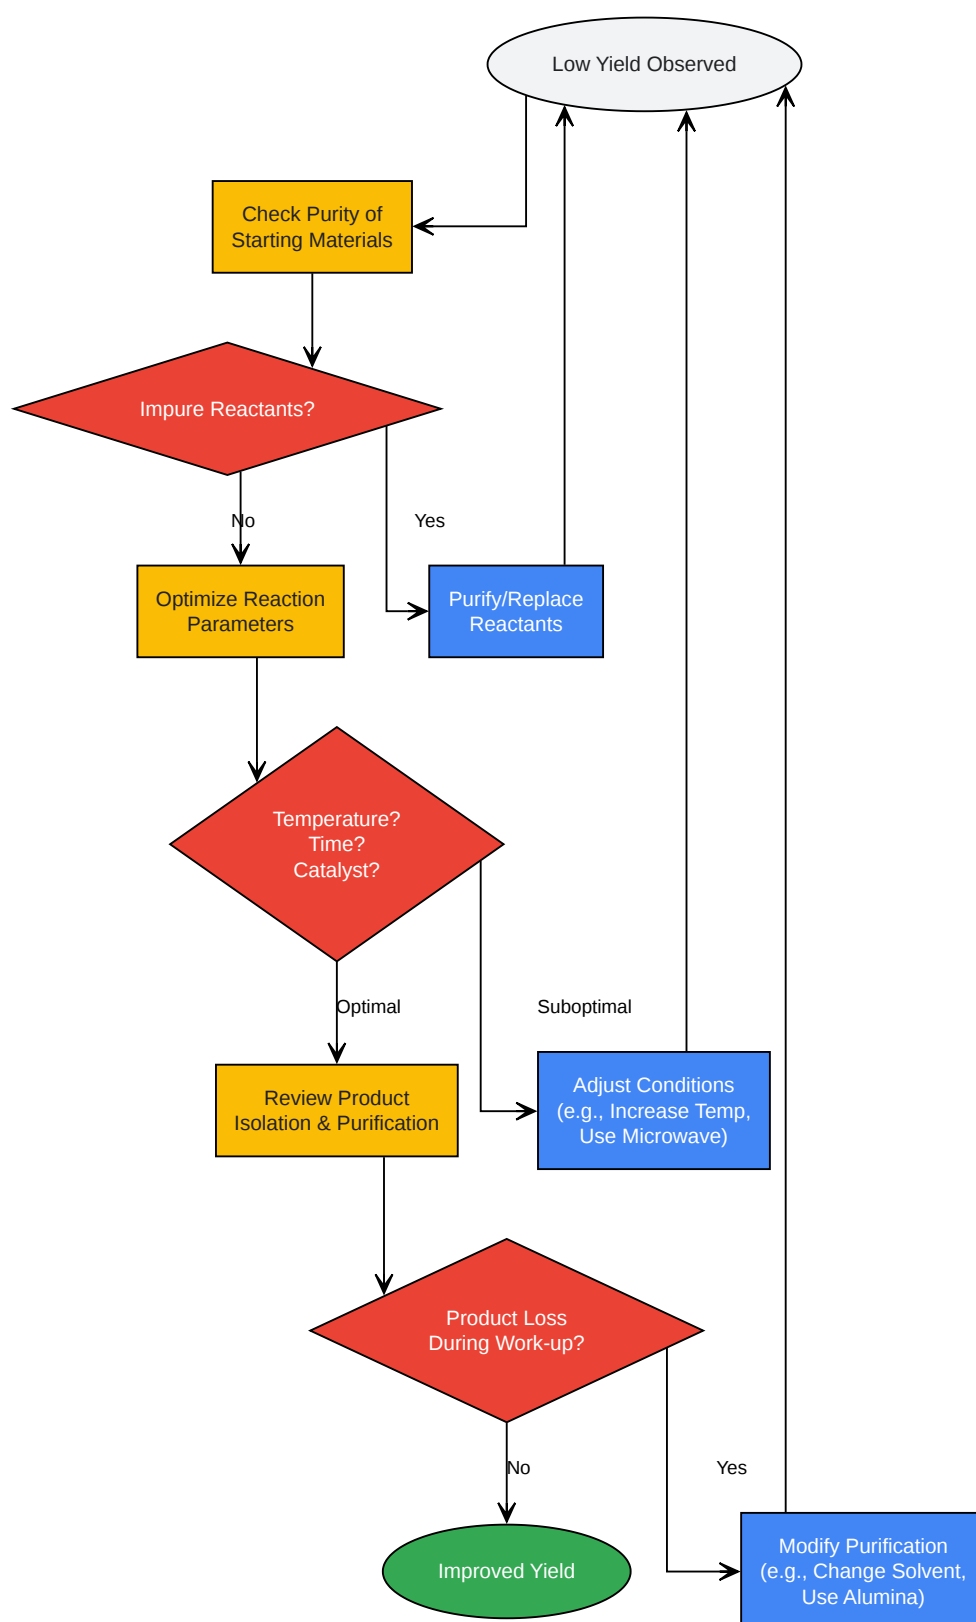 Low Yield Observed
Check Purity of
Starting Materials
Impure Reactants?
No
Yes
Optimize Reaction
Parameters
Purify/Replace
Reactants
Temperature?
Time?
Catalyst?
Optimal
Suboptimal
Review Product
Isolation & Purification
Adjust Conditions
(e.g., Increase Temp,
Use Microwave)
Product Loss
During Work-up?
No
Yes
Improved Yield
Modify Purification
(e.g., Change Solvent,
Use Alumina)